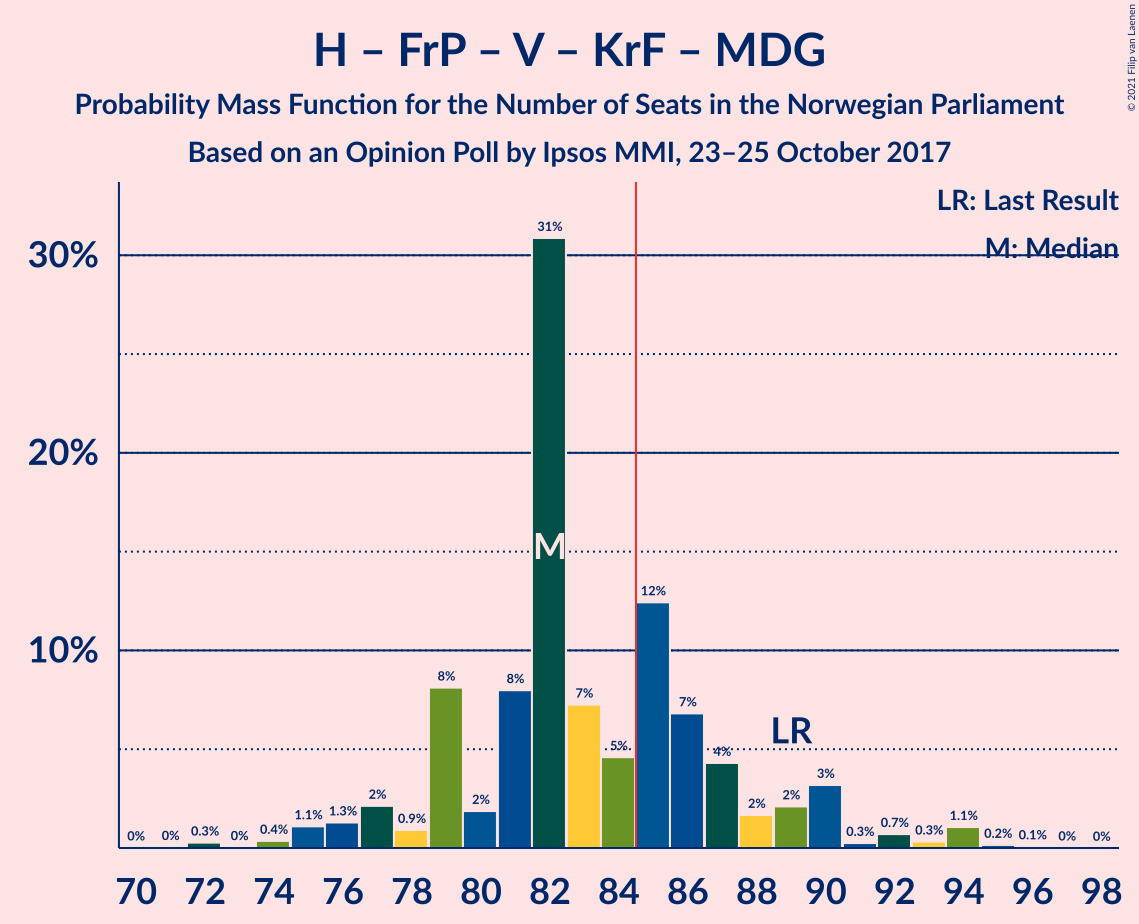 H – FrP – V – KrF – MDG
Probability Mass Function for the Number of Seats in the Norwegian Parliament
Based on an Opinion Poll by Ipsos MMI, 23–25 October 2017
© 2021 Filip van Laenen
LR: Last Result
M: Median
30%
20%
10%
0% 0% 0.3% 0% 0.4% 1.1% 1.3% 2% 0.9% 8% 2% 8% 31% 7% 5% 12% 7% 4% 2% 2% 3% 0.3% 0.7% 0.3% 1.1% 0.2% 0.1% 0% 0%
M
LR
70 72 74 76 78 80 82 84 86 88 90 92 94 96 98